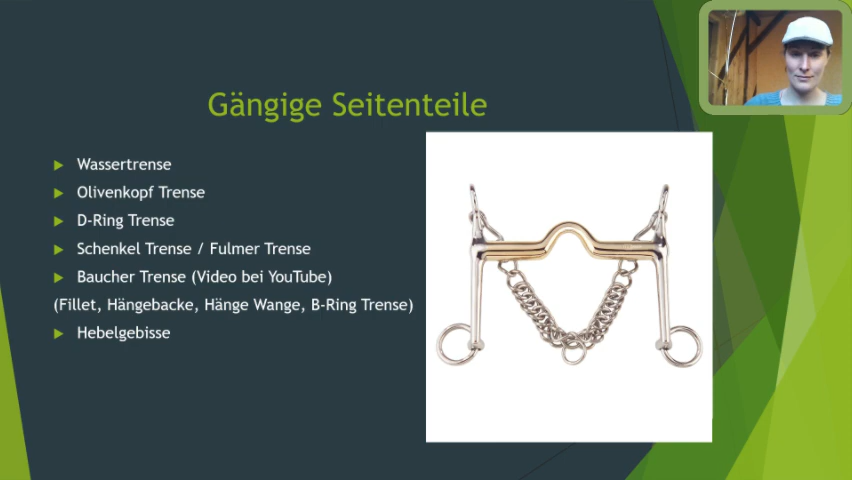 Gängige Seitenteile
Wassertrense
Olivenkopf Trense
D-Ring Trense
Schenkel Trense / Fulmer Trense
Baucher Trense (Video bei YouTube)
(Fillet, Hängebacke, Hänge Wange, B-Ring Trense)
Hebelgebisse